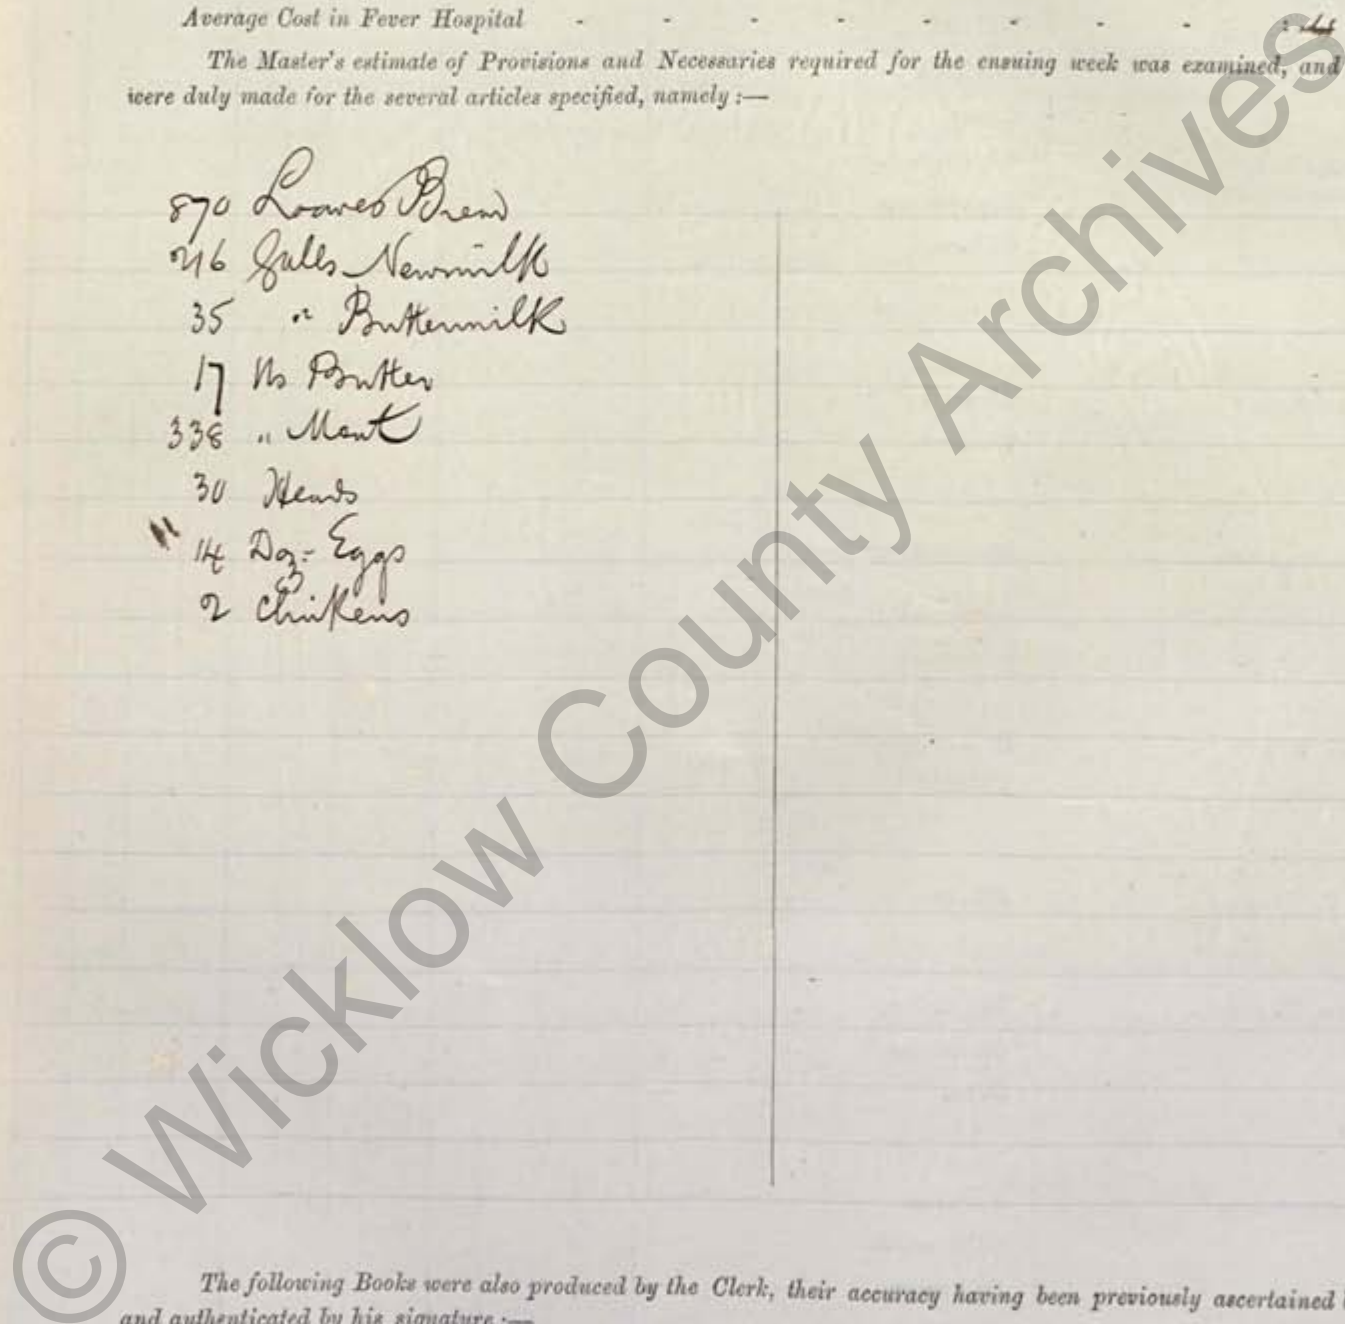 Average Cost in Fever Hospital - - - - - - - -
The Master's estimate of Provisions and Necessaries required for the ensuing week was examined, and
were duly made for the several articles specified, namely :—
870 Loaves Bread
216 Galls Newmilk
35 " Buttermilk
17 lbs Butter
338 " Meat
30 Heads
14 Doz- Eggs
2 Chickens
The following Books were also produced by the Clerk, their accuracy having been previously ascertained
and authenticated by his signature :—
© Wicklow County Archives